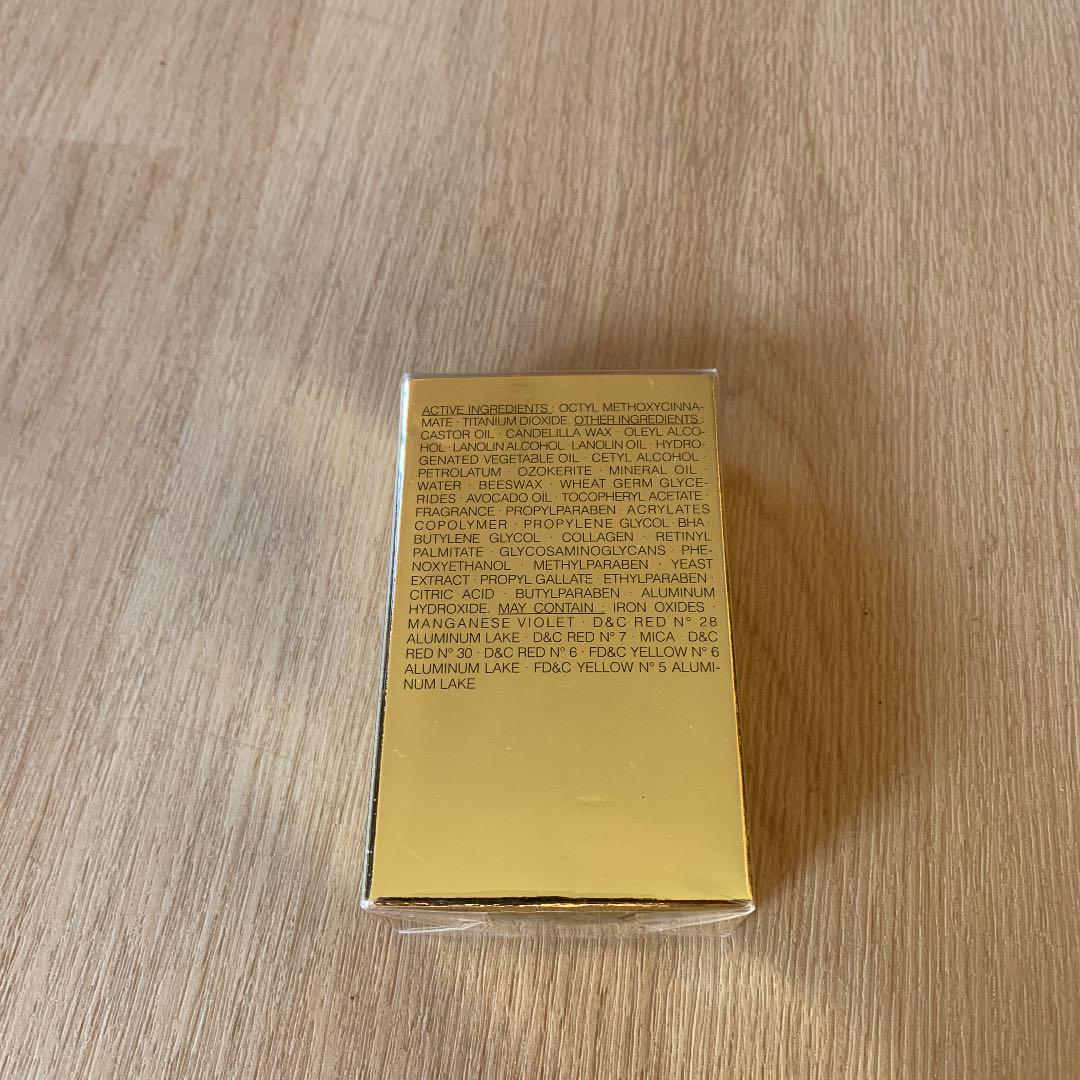 ACTIVE INGREDIENTS : OCTYL METHOXYCINNA-
MATE · TITANIUM DIOXIDE. OTHER INGREDIENTS :
CASTOR OIL · CANDELILLA WAX · OLEYL ALCO-
HOL · LANOLIN ALCOHOL · LANOLIN OIL · HYDRO-
GENATED VEGETABLE OIL · CETYL ALCOHOL ·
PETROLATUM · OZOKERITE · MINERAL OIL ·
WATER · BEESWAX · WHEAT GERM GLYCE-
RIDES · AVOCADO OIL · TOCOPHERYL ACETATE ·
FRAGRANCE · PROPYLPARABEN · ACRYLATES
COPOLYMER · PROPYLENE GLYCOL · BHA ·
BUTYLENE GLYCOL · COLLAGEN · RETINYL
PALMITATE · GLYCOSAMINOGLYCANS · PHE-
NOXYETHANOL · METHYLPARABEN · YEAST
EXTRACT · PROPYL GALLATE · ETHYLPARABEN ·
CITRIC ACID · BUTYLPARABEN · ALUMINUM
HYDROXIDE. MAY CONTAIN : IRON OXIDES ·
MANGANESE VIOLET · D&C RED N° 28
ALUMINUM LAKE · D&C RED N° 7 · MICA · D&C
RED N° 30 · D&C RED N° 6 · FD&C YELLOW N° 6
ALUMINUM LAKE · FD&C YELLOW N° 5 ALUMI-
NUM LAKE